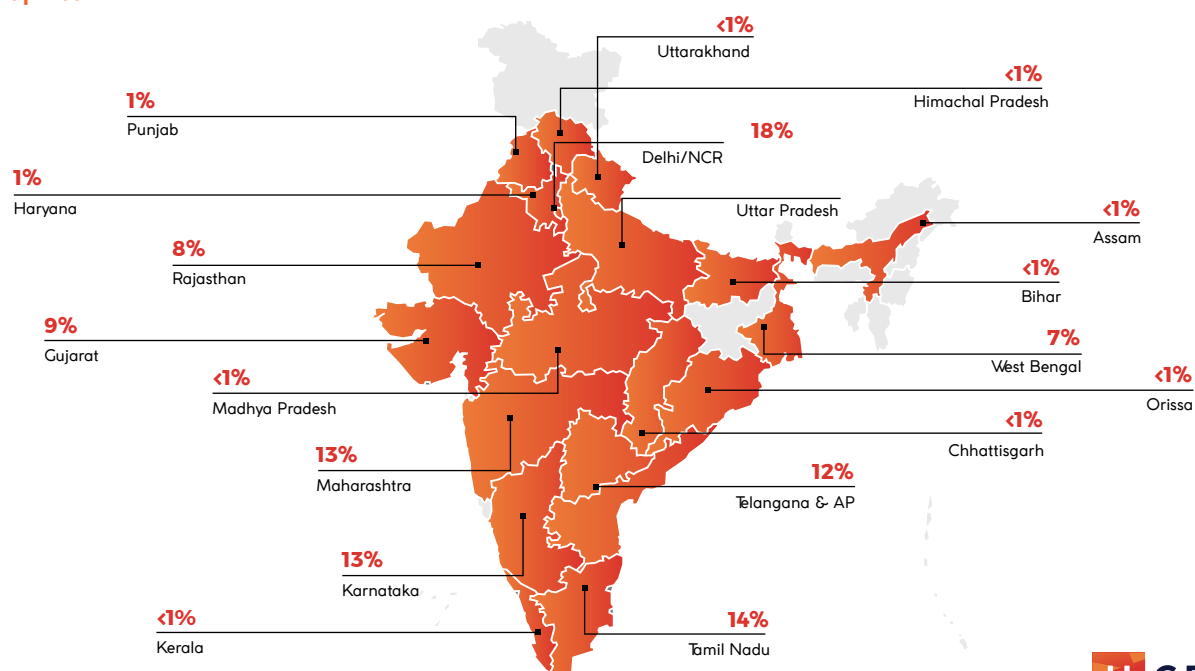 <1%
Uttarakhand
<1%
Himachal Pradesh
1%
Punjab
18%
Delhi/NCR
1%
Haryana
Uttar Pradesh
<1%
Assam
8%
Rajasthan
<1%
Bihar
9%
Gujarat
7%
West Bengal
<1%
Madhya Pradesh
<1%
Orissa
<1%
Chhattisgarh
13%
Maharashtra
12%
Telangana & AP
13%
Karnataka
<1%
Kerala
14%
Tamil Nadu